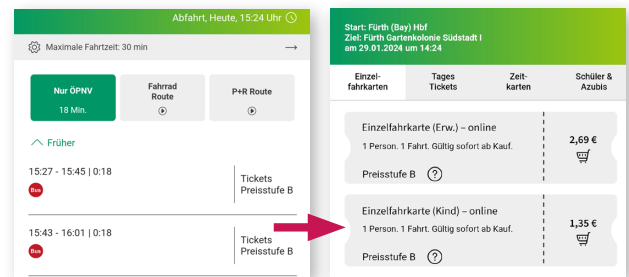 Abfahrt, Heute, 15:24 Uhr
Maximale Fahrtzeit: 30 min
Nur ÖPNV
18 Min.
Fahrrad
Route
P+R Route
Früher
15:27 - 15:45 | 0:18
Bus
Tickets
Preisstufe B
15:43 - 16:01 | 0:18
Bus
Tickets
Preisstufe B
Start: Fürth (Bay) Hbf
Ziel: Fürth Gartenkolonie Südstadt I
am 29.01.2024 um 14:24
Einzel-
fahrkarten
Tages
Tickets
Zeit-
karten
Schüler &
Azubis
Einzelfahrkarte (Erw.) – online
1 Person. 1 Fahrt. Gültig sofort ab Kauf.
Preisstufe B ?
2,69 €
Einzelfahrkarte (Kind) – online
1 Person. 1 Fahrt. Gültig sofort ab Kauf.
Preisstufe B ?
1,35 €